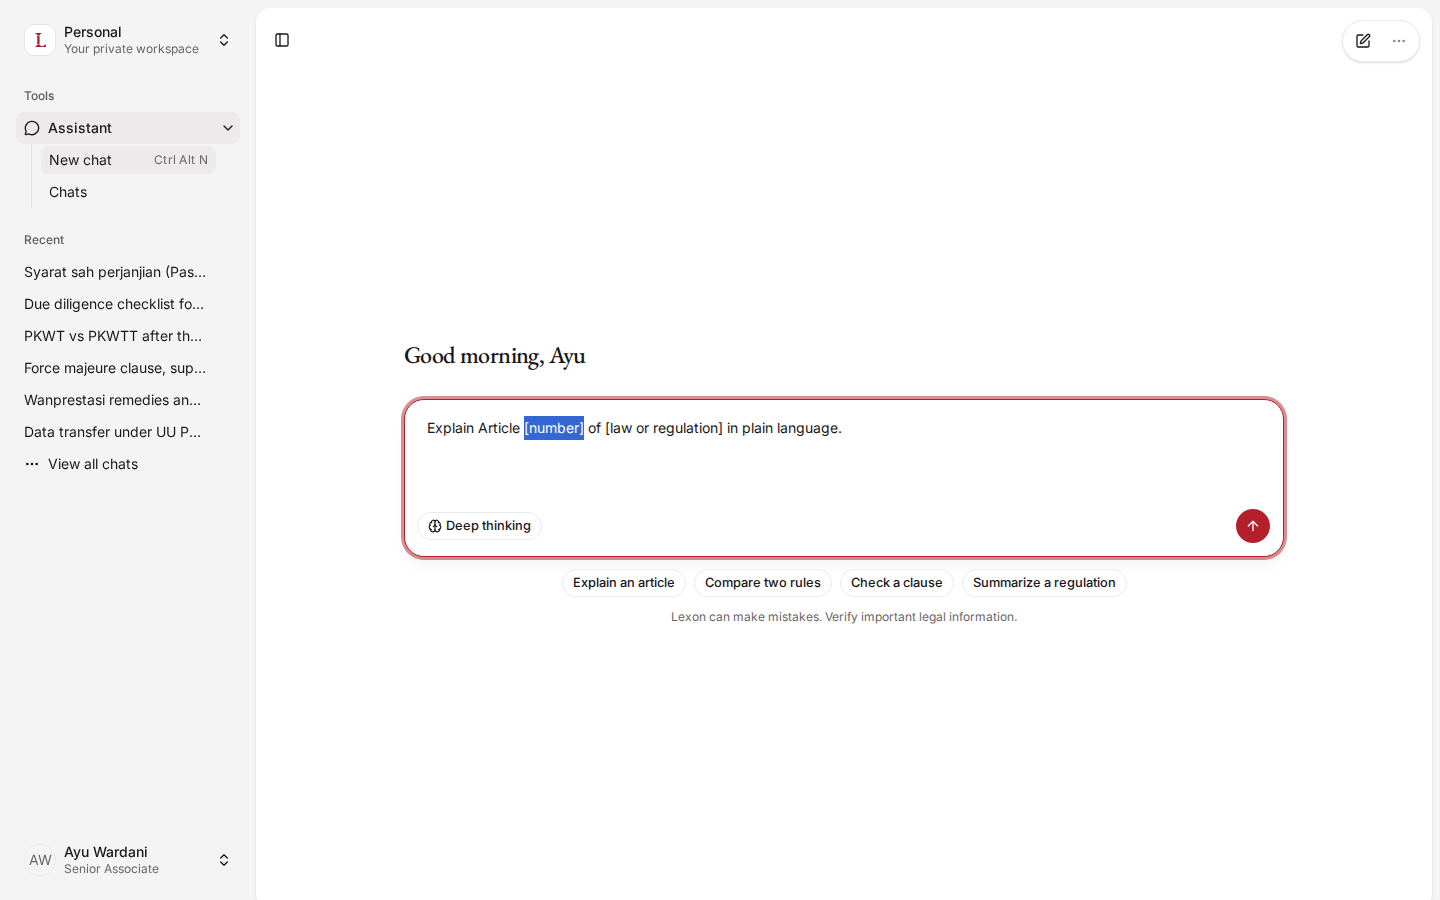 L
Personal
Your private workspace
Tools
Assistant
New chat Ctrl Alt N
Chats
Recent
Syarat sah perjanjian (Pas...
Due diligence checklist fo...
PKWT vs PKWTT after th...
Force majeure clause, sup...
Wanprestasi remedies an...
Data transfer under UU P...
View all chats
AW
Ayu Wardani
Senior Associate
Good morning, Ayu
Explain Article [number] of [law or regulation] in plain language.
Deep thinking
Explain an article
Compare two rules
Check a clause
Summarize a regulation
Lexon can make mistakes. Verify important legal information.